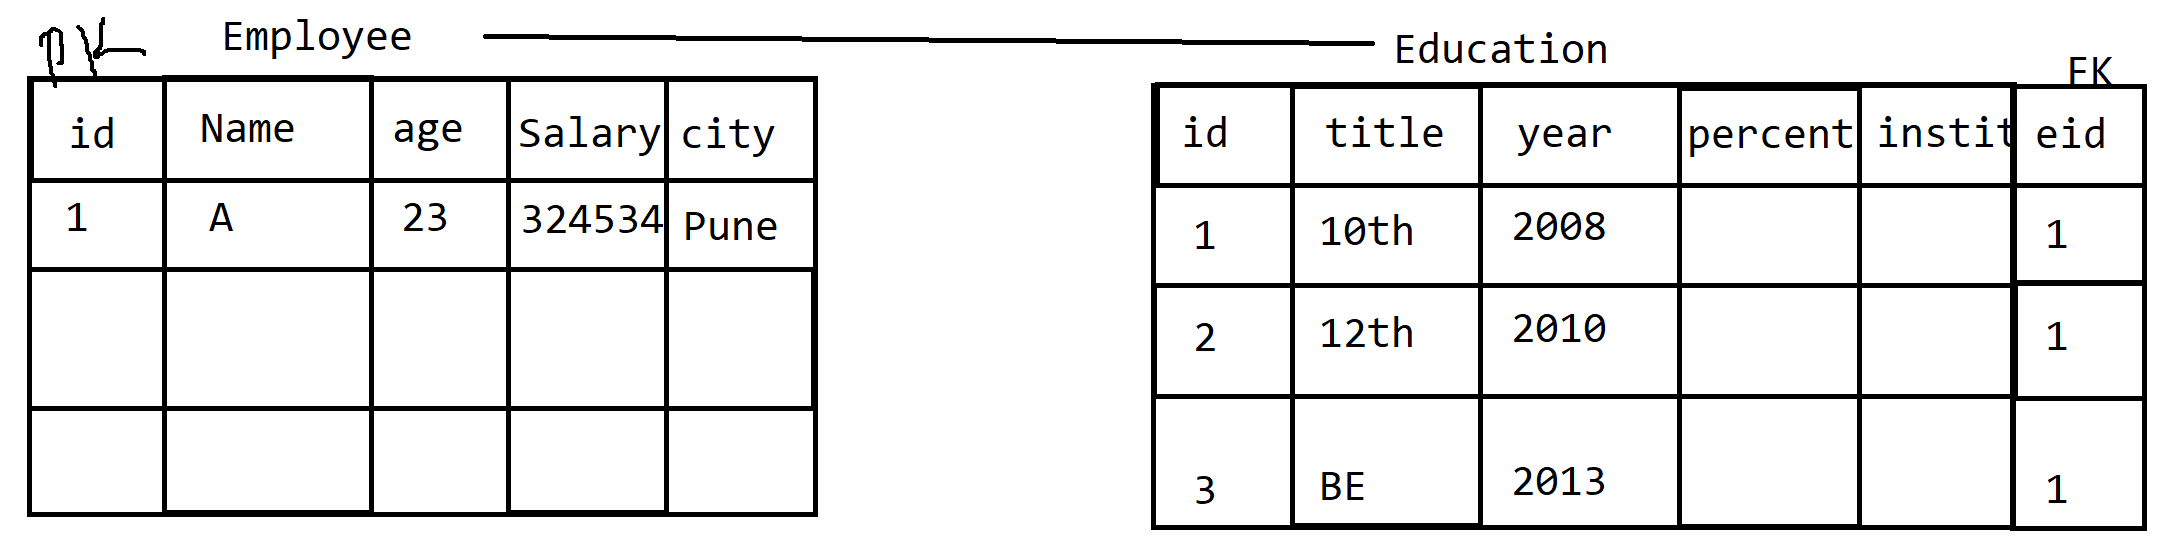 Employee
Education
FK
id Name age Salary city
id title year percent instit eid
1 A 23 324534 Pune
1 10th 2008 1
2 12th 2010 1
3 BE 2013 1